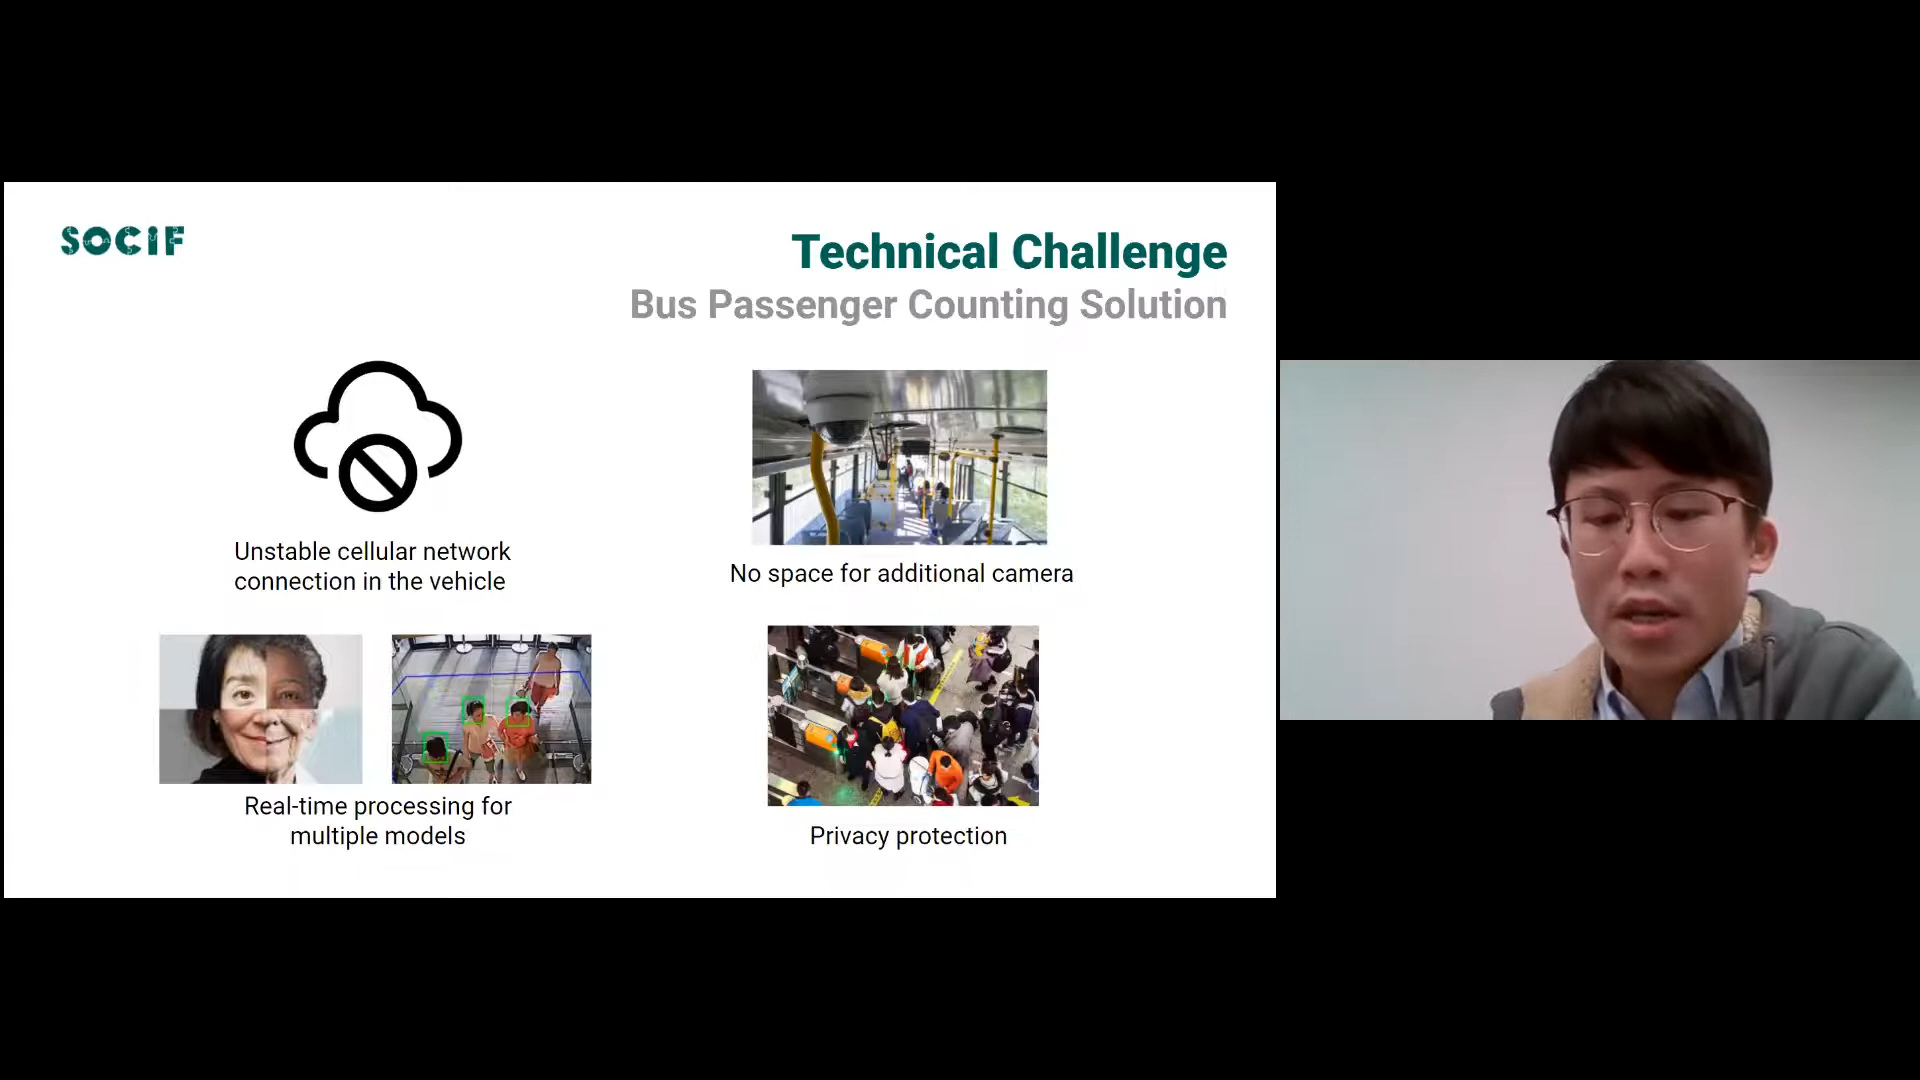 SOCIF
Technical Challenge
Bus Passenger Counting Solution
Unstable cellular network
connection in the vehicle
No space for additional camera
Real-time processing for
multiple models
Privacy protection